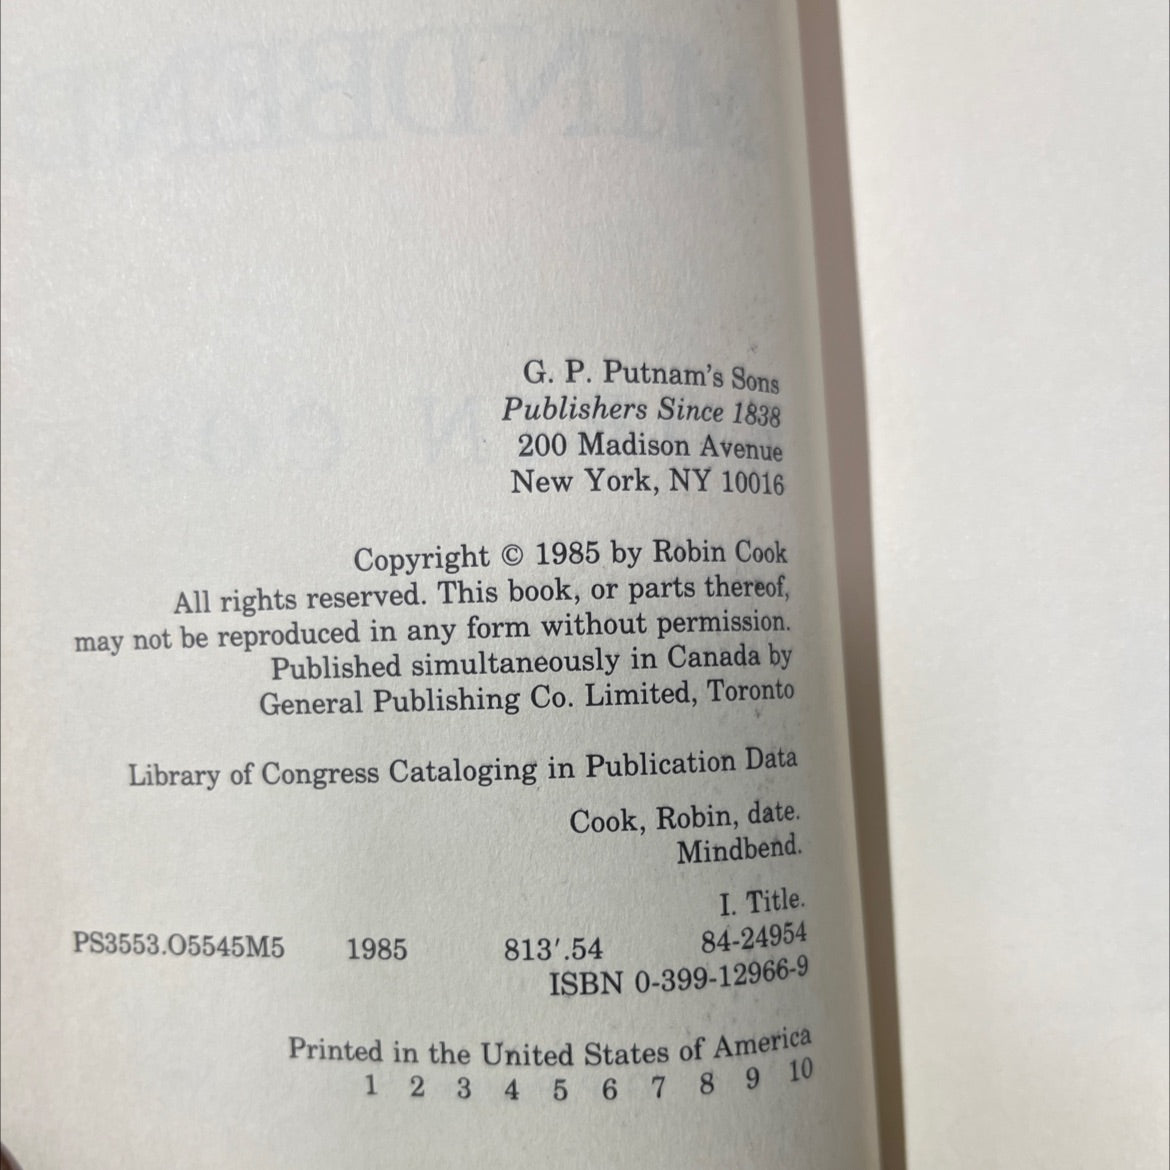 G. P. Putnam's Sons
Publishers Since 1838
200 Madison Avenue
New York, NY 10016
Copyright © 1985 by Robin Cook
All rights reserved. This book, or parts thereof,
may not be reproduced in any form without permission.
Published simultaneously in Canada by
General Publishing Co. Limited, Toronto
Library of Congress Cataloging in Publication Data
Cook, Robin, date.
Mindbend.
I. Title.
PS3553.O5545M5 1985 813'.54 84-24954
ISBN 0-399-12966-9
Printed in the United States of America
1 2 3 4 5 6 7 8 9 10